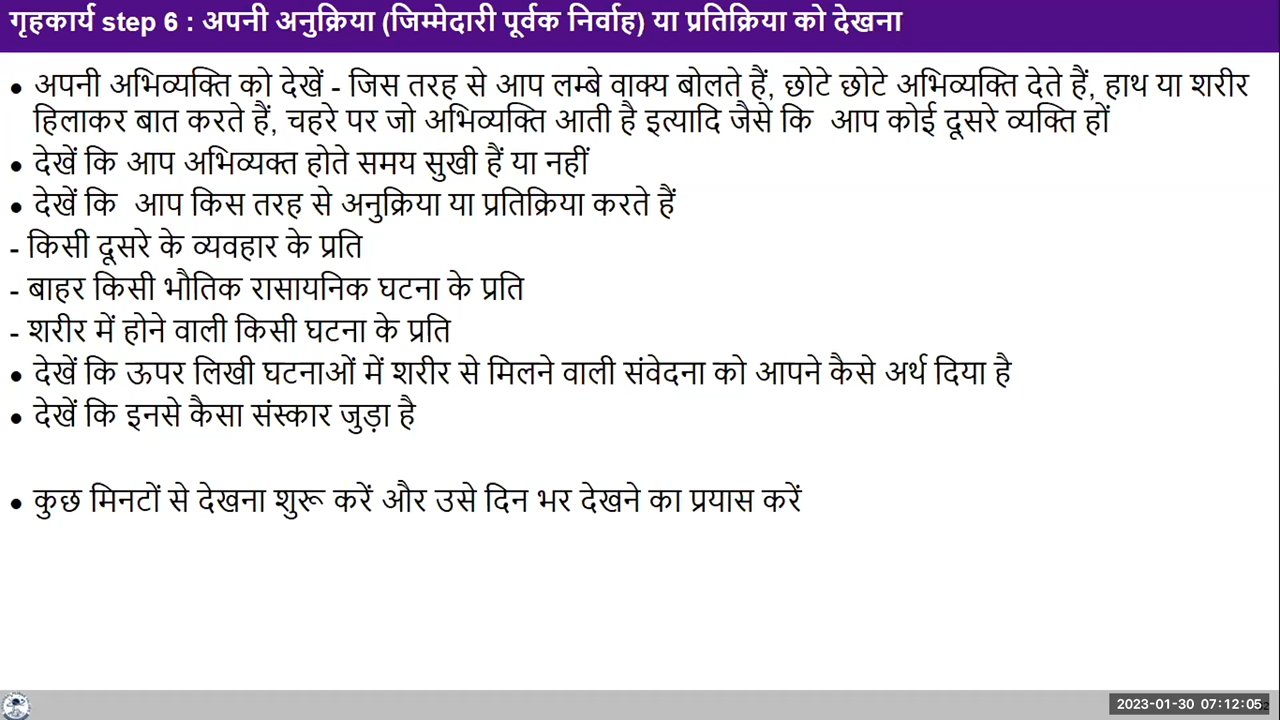 गृहकार्य step 6 : अपनी अनुक्रिया (जिम्मेदारी पूर्वक निर्वाह) या प्रतिक्रिया को देखना
• अपनी अभिव्यक्ति को देखें - जिस तरह से आप लम्बे वाक्य बोलते हैं, छोटे छोटे अभिव्यक्ति देते हैं, हाथ या शरीर
हिलाकर बात करते हैं, चहरे पर जो अभिव्यक्ति आती है इत्यादि जैसे कि आप कोई दूसरे व्यक्ति हों
• देखें कि आप अभिव्यक्त होते समय सुखी हैं या नहीं
• देखें कि आप किस तरह से अनुक्रिया या प्रतिक्रिया करते हैं
- किसी दूसरे के व्यवहार के प्रति
- बाहर किसी भौतिक रासायनिक घटना के प्रति
- शरीर में होने वाली किसी घटना के प्रति
• देखें कि ऊपर लिखी घटनाओं में शरीर से मिलने वाली संवेदना को आपने कैसे अर्थ दिया है
• देखें कि इनसे कैसा संस्कार जुड़ा है
• कुछ मिनटों से देखना शुरू करें और उसे दिन भर देखने का प्रयास करें
2023-01-30 07:12:05